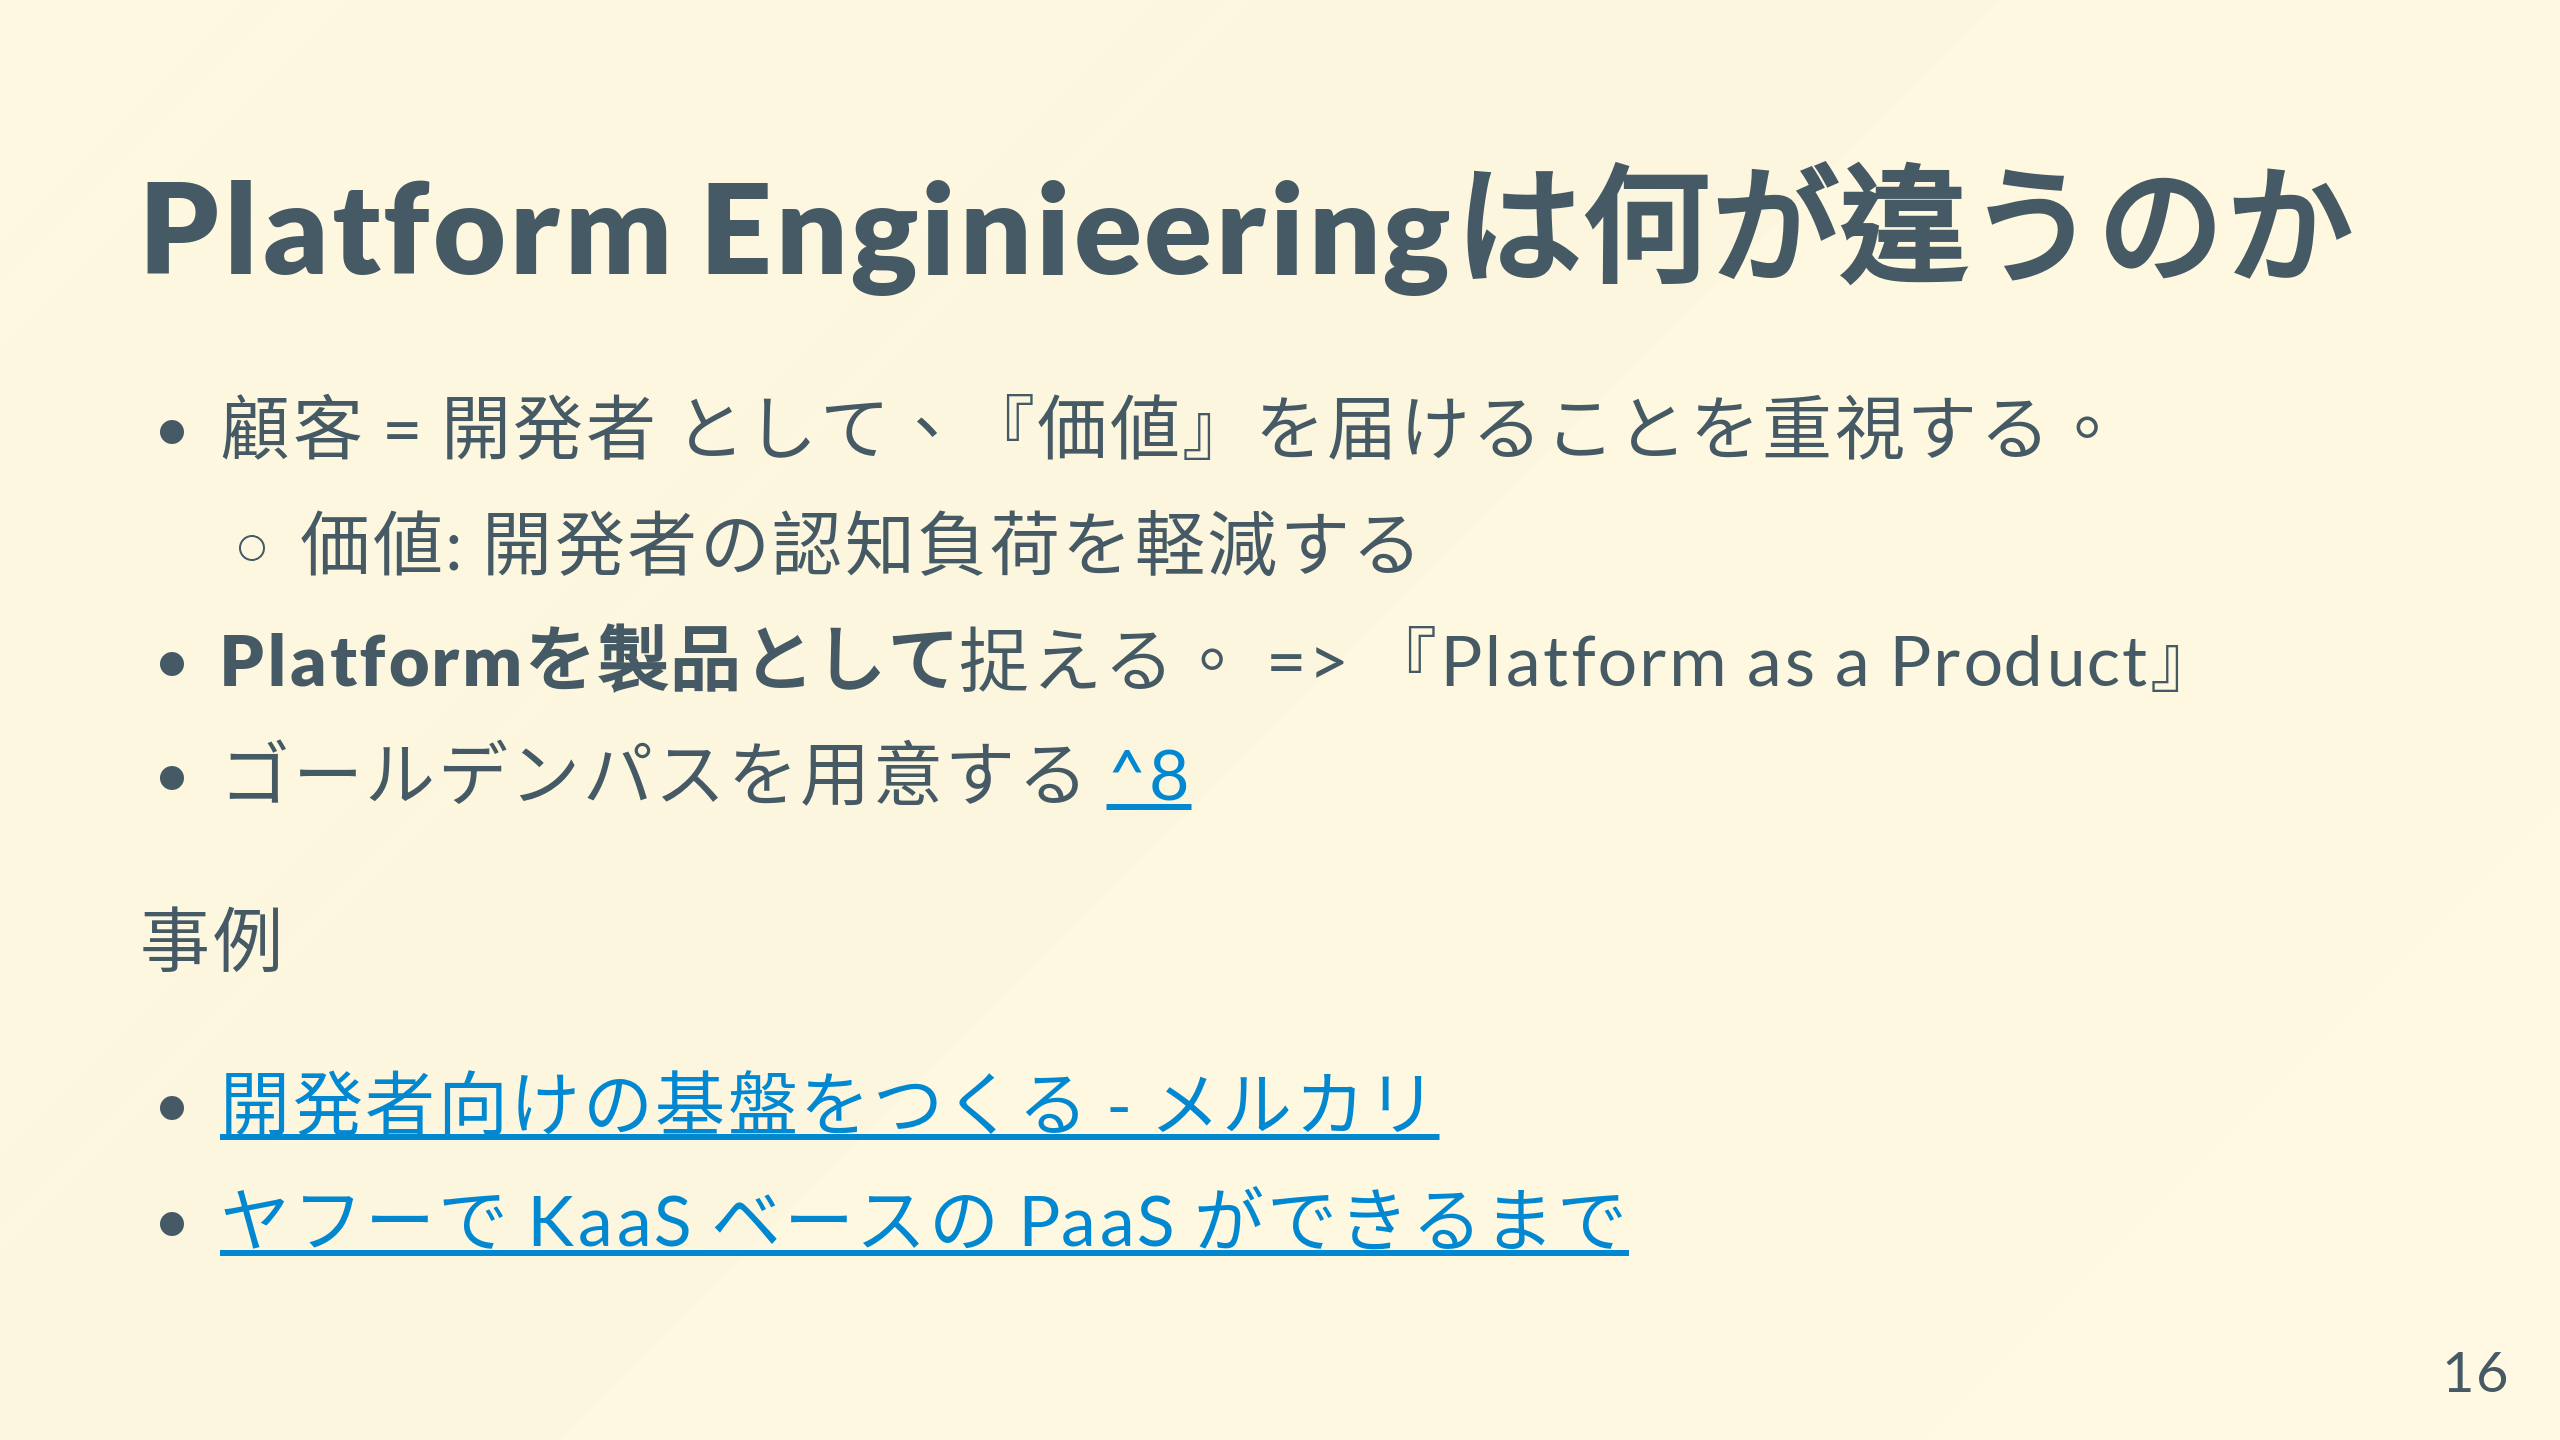 Platform Enginieeringは何が違うのか
• 顧客 = 開発者 として、『価値』を届けることを重視する。
◦ 価値: 開発者の認知負荷を軽減する
• Platformを製品として捉える。 => 『Platform as a Product』
• ゴールデンパスを用意する ^8
事例
• 開発者向けの基盤をつくる - メルカリ
• ヤフーで KaaS ベースの PaaS ができるまで
16